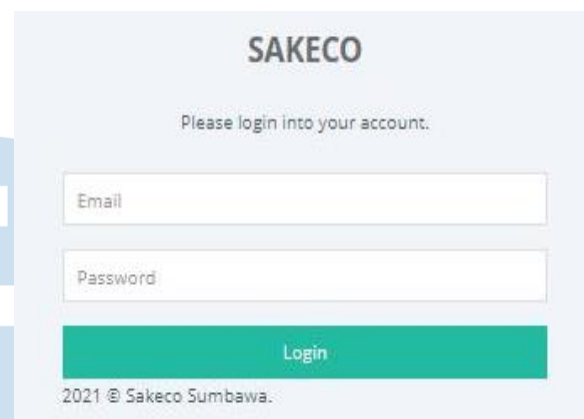 SAKECO
Please login into your account.
Email
Password
Login
2021 © Sakeco Sumbawa.